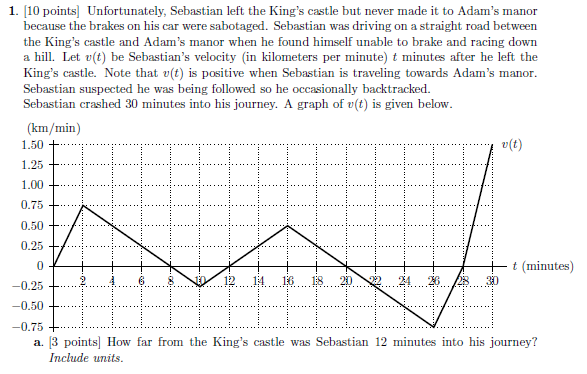 1. [10 points] Unfortunately, Sebastian left the King's castle but never made it to Adam's manor
because the brakes on his car were sabotaged. Sebastian was driving on a straight road between
the King's castle and Adam's manor when he found himself unable to brake and racing down
a hill. Let v(t) be Sebastian's velocity (in kilometers per minute) t minutes after he left the
King's castle. Note that v(t) is positive when Sebastian is traveling towards Adam's manor.
Sebastian suspected he was being followed so he occasionally backtracked.
Sebastian crashed 30 minutes into his journey. A graph of v(t) is given below.
(km/min)
1.50
v(t)
1.25
1.00
0.75
0.50
0.25
0
t (minutes)
2 4 6 8 10 12 14 16 18 20 22 24 26 28 30
−0.25
−0.50
−0.75
a. [3 points] How far from the King's castle was Sebastian 12 minutes into his journey?
Include units.